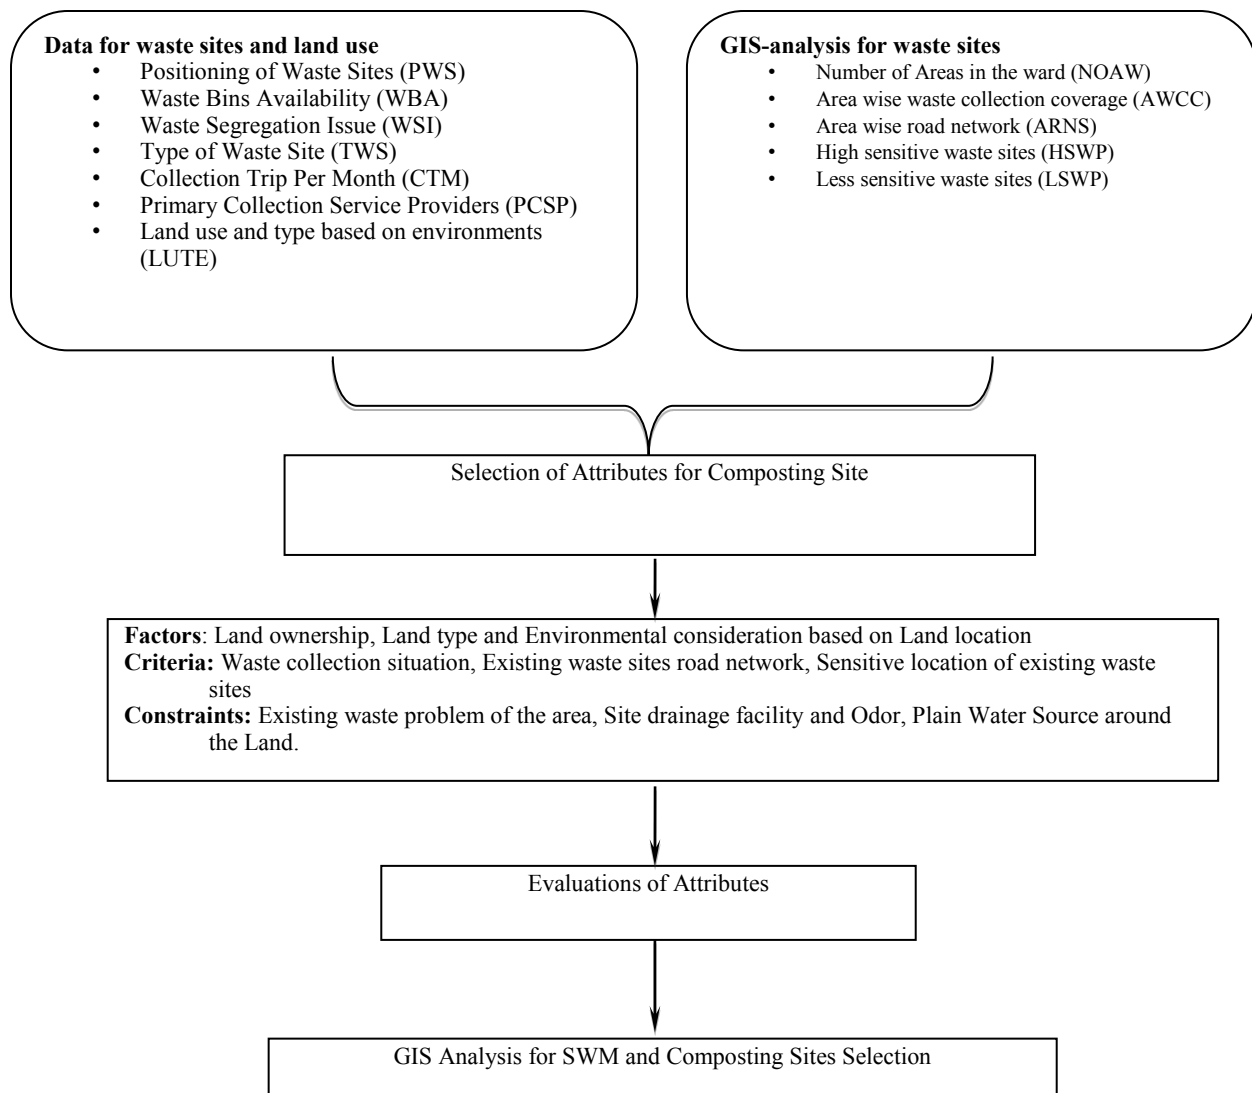 Data for waste sites and land use
• Positioning of Waste Sites (PWS)
• Waste Bins Availability (WBA)
• Waste Segregation Issue (WSI)
• Type of Waste Site (TWS)
• Collection Trip Per Month (CTM)
• Primary Collection Service Providers (PCSP)
• Land use and type based on environments
(LUTE)
GIS-analysis for waste sites
• Number of Areas in the ward (NOAW)
• Area wise waste collection coverage (AWCC)
• Area wise road network (ARNS)
• High sensitive waste sites (HSWP)
• Less sensitive waste sites (LSWP)
Selection of Attributes for Composting Site
Factors: Land ownership, Land type and Environmental consideration based on Land location
Criteria: Waste collection situation, Existing waste sites road network, Sensitive location of existing waste
sites
Constraints: Existing waste problem of the area, Site drainage facility and Odor, Plain Water Source around
the Land.
Evaluations of Attributes
GIS Analysis for SWM and Composting Sites Selection